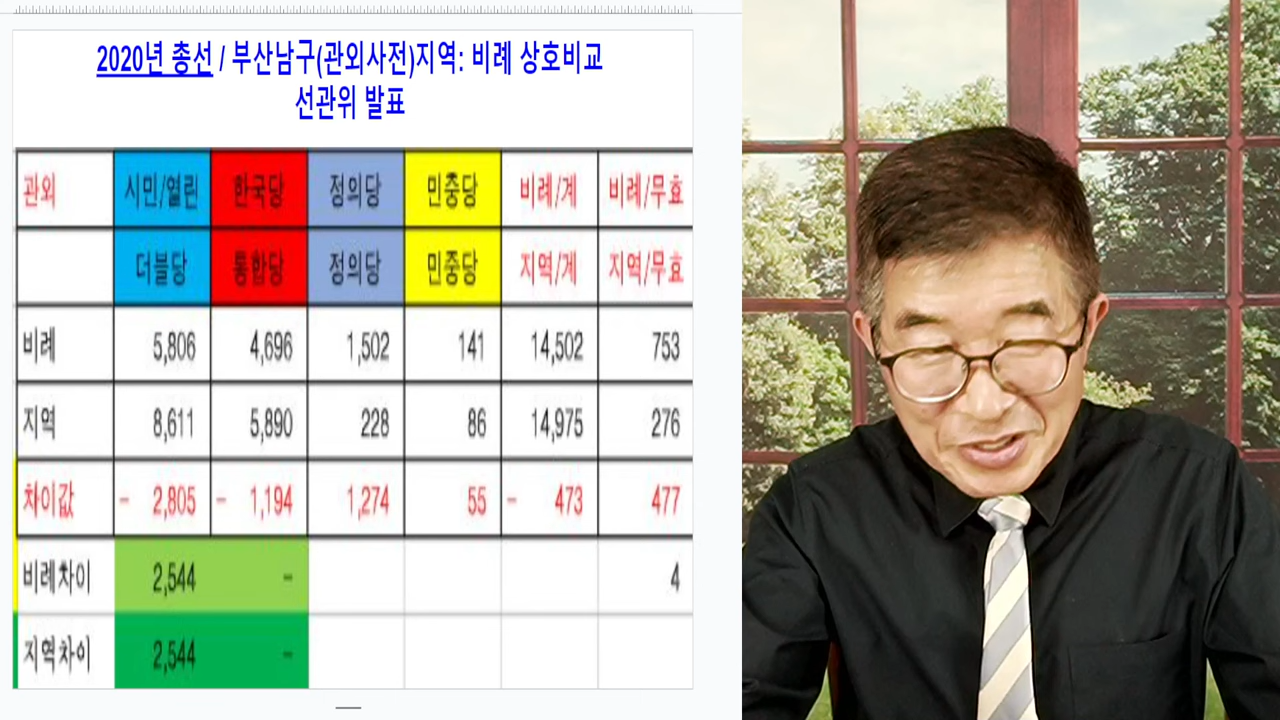 2020년 총선 / 부산남구(관외사전)지역: 비례 상호비교
선관위 발표
관외 시민/열린 한국당 정의당 민중당 비례/계 비례/무효
더블당 통합당 정의당 민중당 지역/계 지역/무효
비례 5,806 4,696 1,502 141 14,502 753
지역 8,611 5,890 228 86 14,975 276
차이값 - 2,805 - 1,194 1,274 55 - 473 477
비례차이 2,544 - 4
지역차이 2,544 -